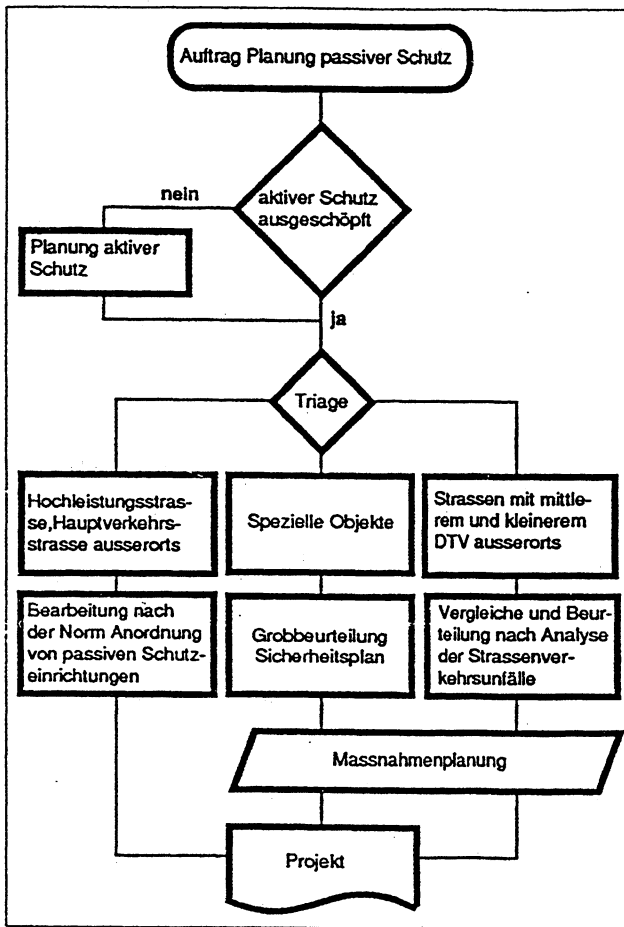 Auftrag Planung passiver Schutz
nein
aktiver Schutz
ausgeschöpft
Planung aktiver
Schutz
ja
Triage
Hochleistungsstras-
se,Hauptverkehrs-
strasse ausserorts
Spezielle Objekte
Strassen mit mittle-
rem und kleinerem
DTV ausserorts
Bearbeitung nach
der Norm Anordnung
von passiven Schutz-
einrichtungen
Grobbeurteilung
Sicherheitsplan
Vergleiche und Beur-
teilung nach Analyse
der Strassenver-
kehrsunfälle
Massnahmenplanung
Projekt